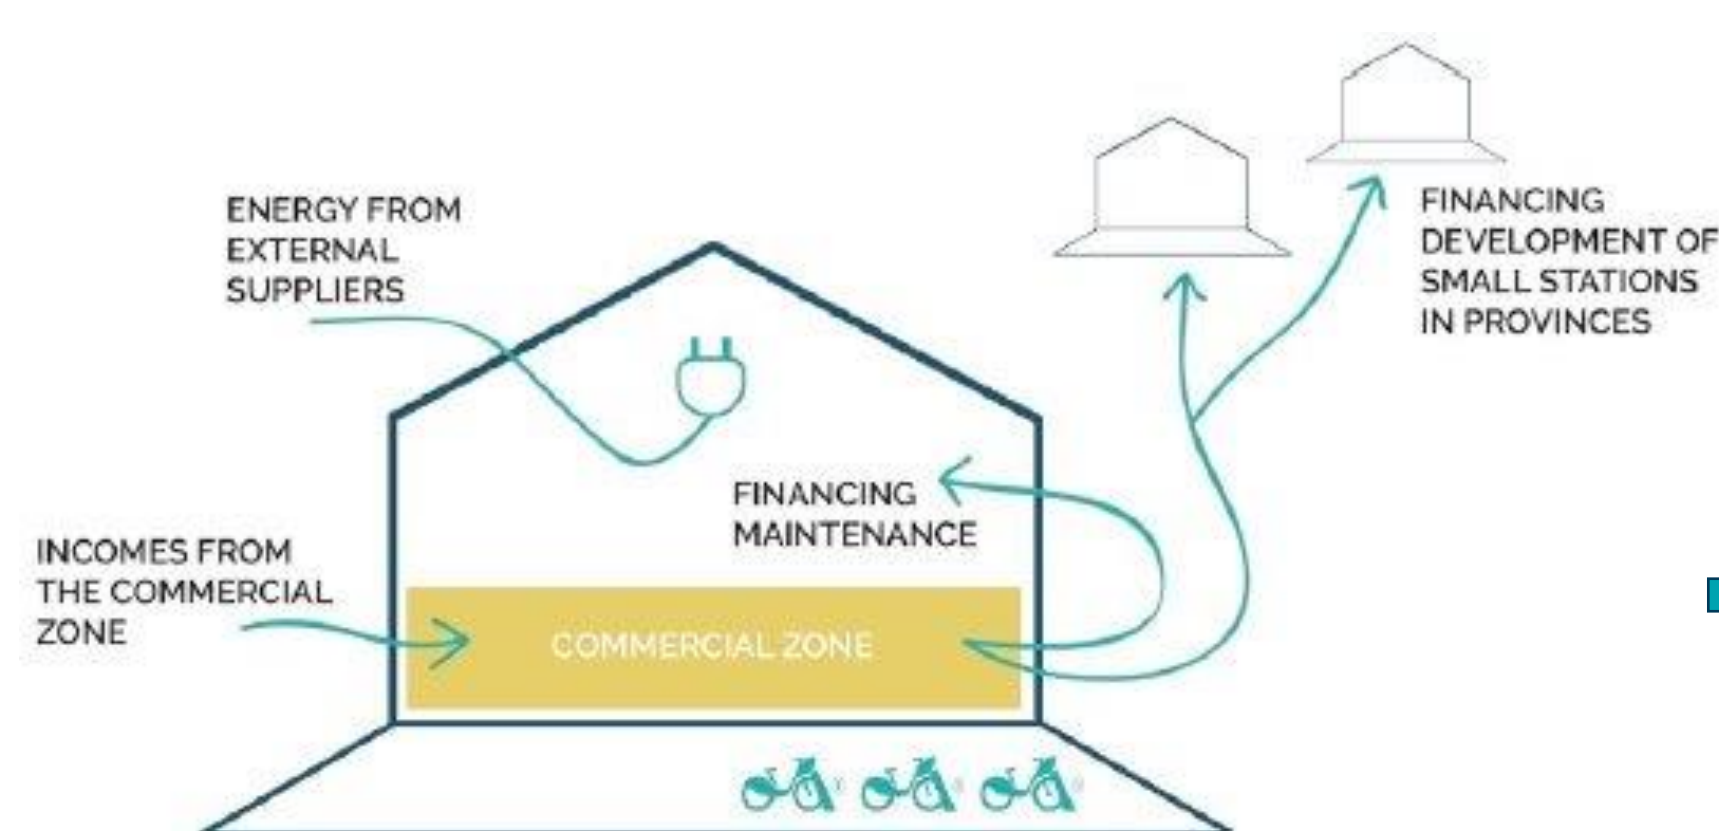 ENERGY FROM
EXTERNAL
SUPPLIERS
FINANCING
DEVELOPMENT OF
SMALL STATIONS
IN PROVINCES
FINANCING
MAINTENANCE
INCOMES FROM
THE COMMERCIAL
ZONE
COMMERCIAL ZONE